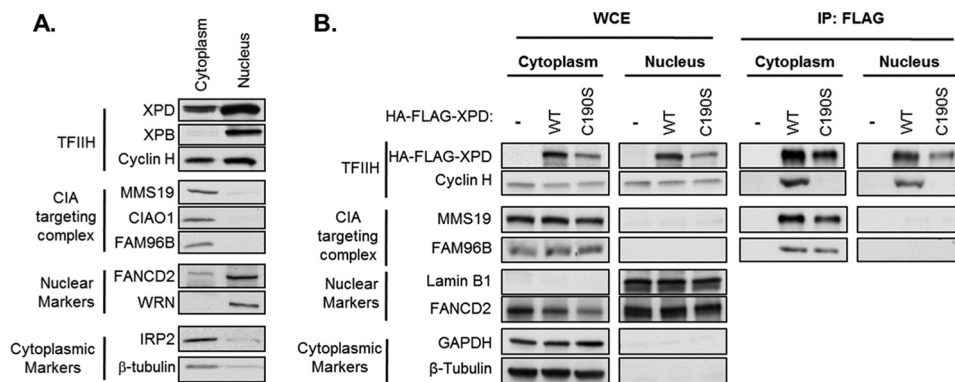 A.
Cytoplasm
Nucleus
TFIIH
XPD
XPB
Cyclin H
CIA
targeting
complex
MMS19
CIAO1
FAM96B
Nuclear
Markers
FANCD2
WRN
Cytoplasmic
Markers
IRP2
β-tubulin
B.
WCE
IP: FLAG
Cytoplasm
Nucleus
Cytoplasm
Nucleus
HA-FLAG-XPD:
- WT C190S
- WT C190S
- WT C190S
- WT C190S
TFIIH
HA-FLAG-XPD
Cyclin H
CIA
targeting
complex
MMS19
FAM96B
Nuclear
Markers
Lamin B1
FANCD2
Cytoplasmic
Markers
GAPDH
β-Tubulin